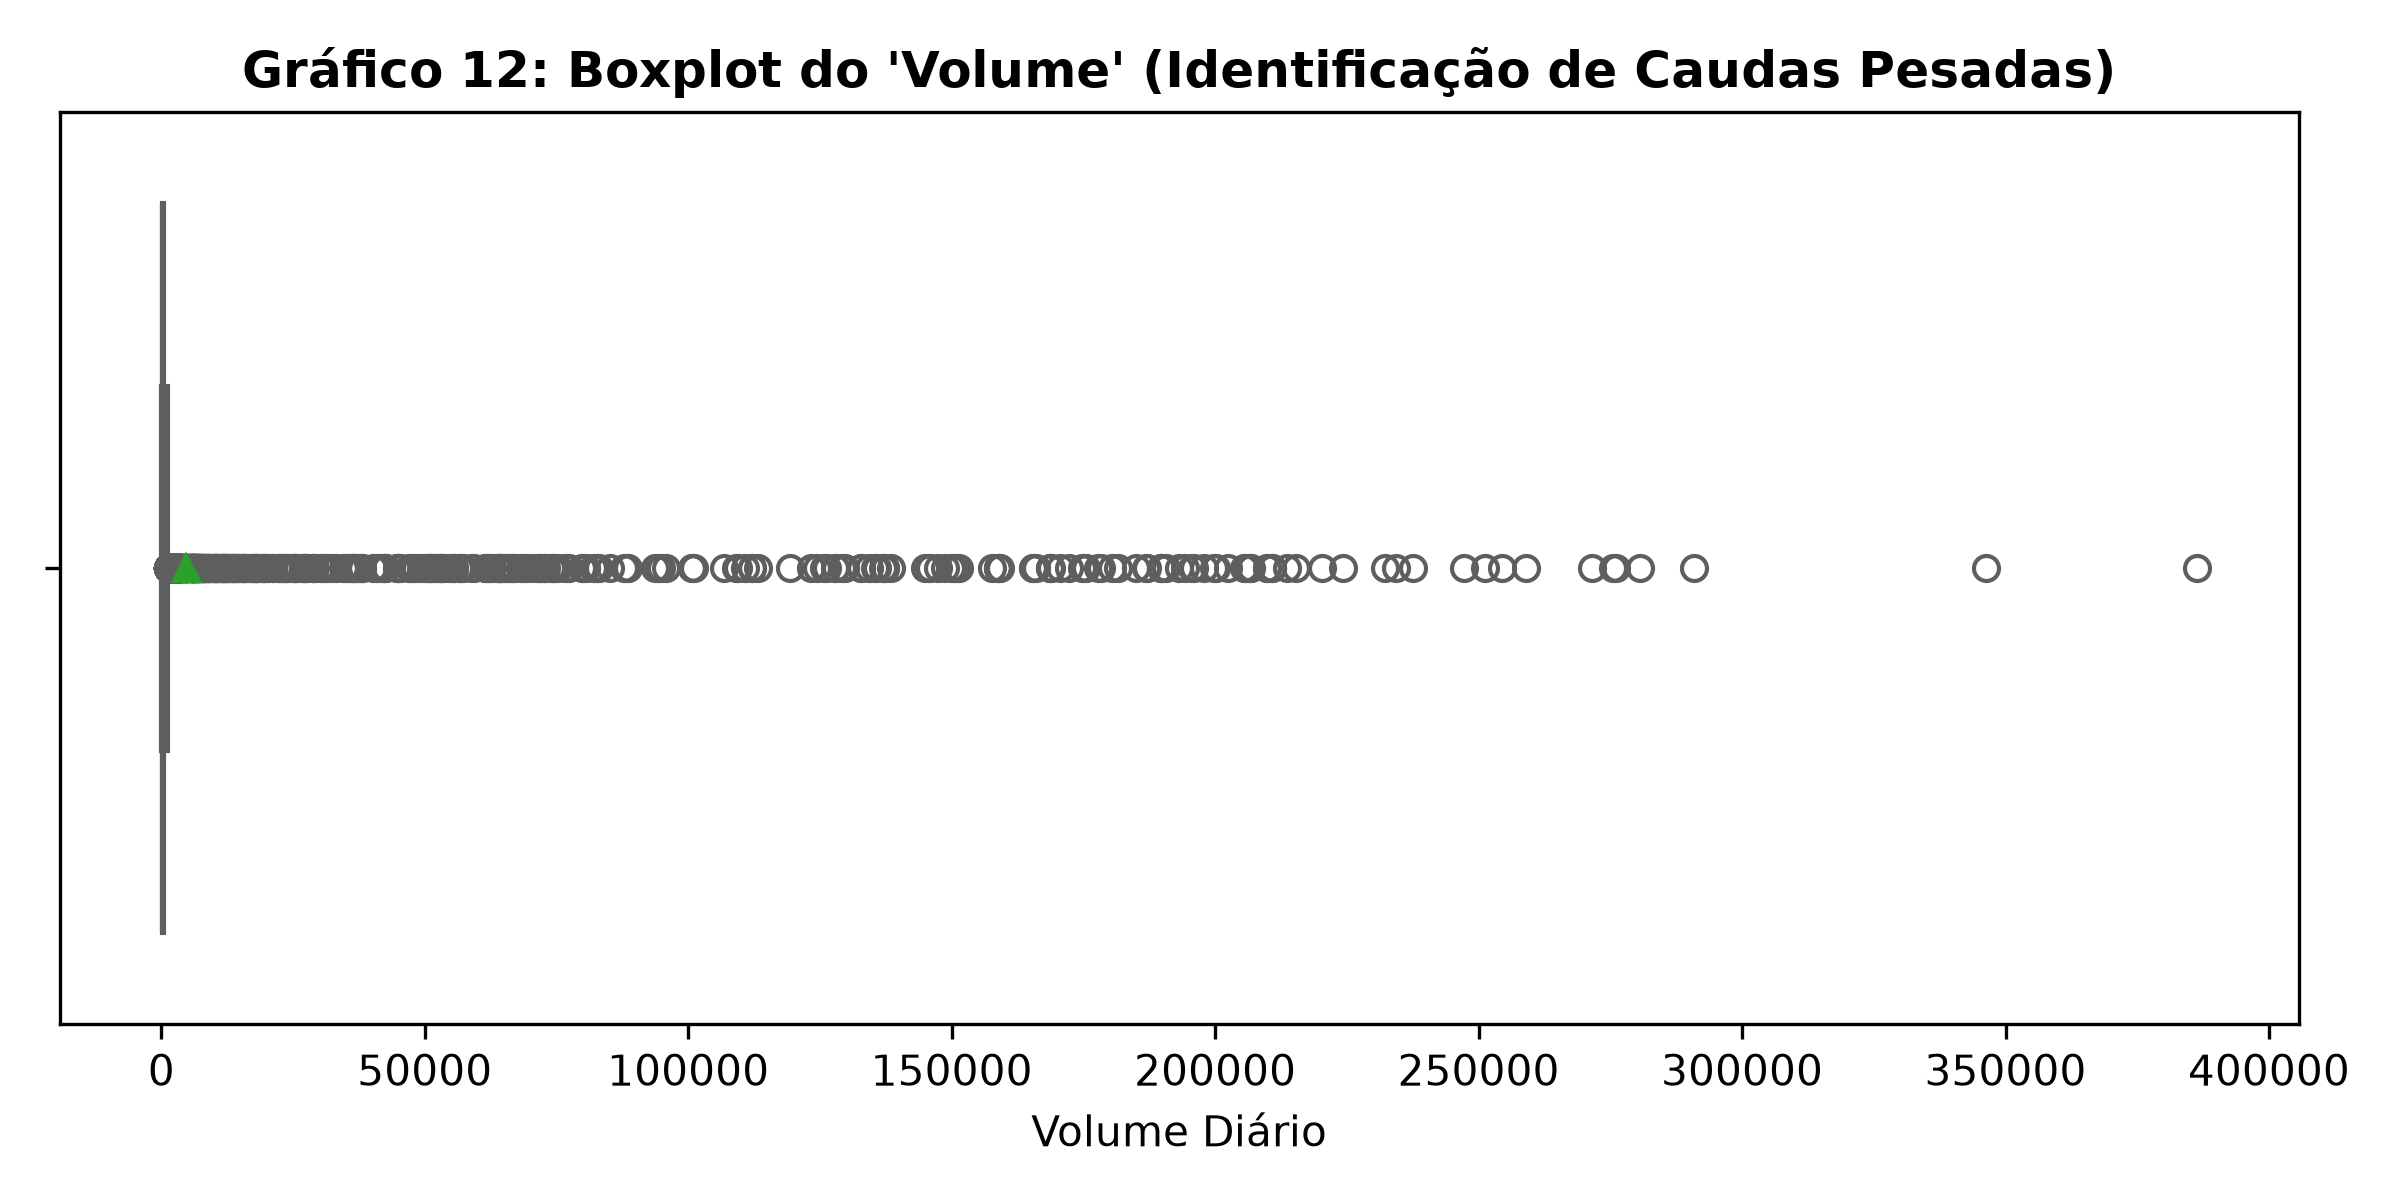 Gráfico 12: Boxplot do 'Volume' (Identificação de Caudas Pesadas)
0 50000 100000 150000 200000 250000 300000 350000 400000
Volume Diário